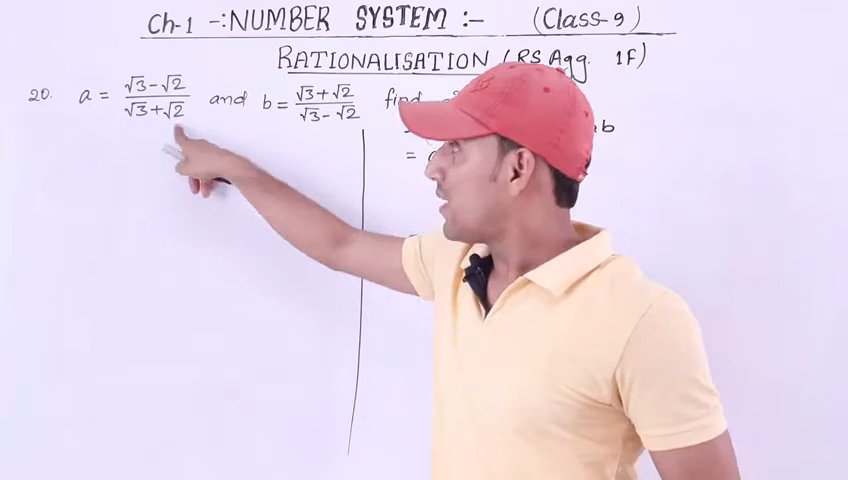 Ch-1 -: NUMBER SYSTEM :- (Class-9)
RATIONALISATION (RS Agg. 1F)
20. a = √3-√2/√3+√2 and b = √3+√2/√3-√2 find
b
=